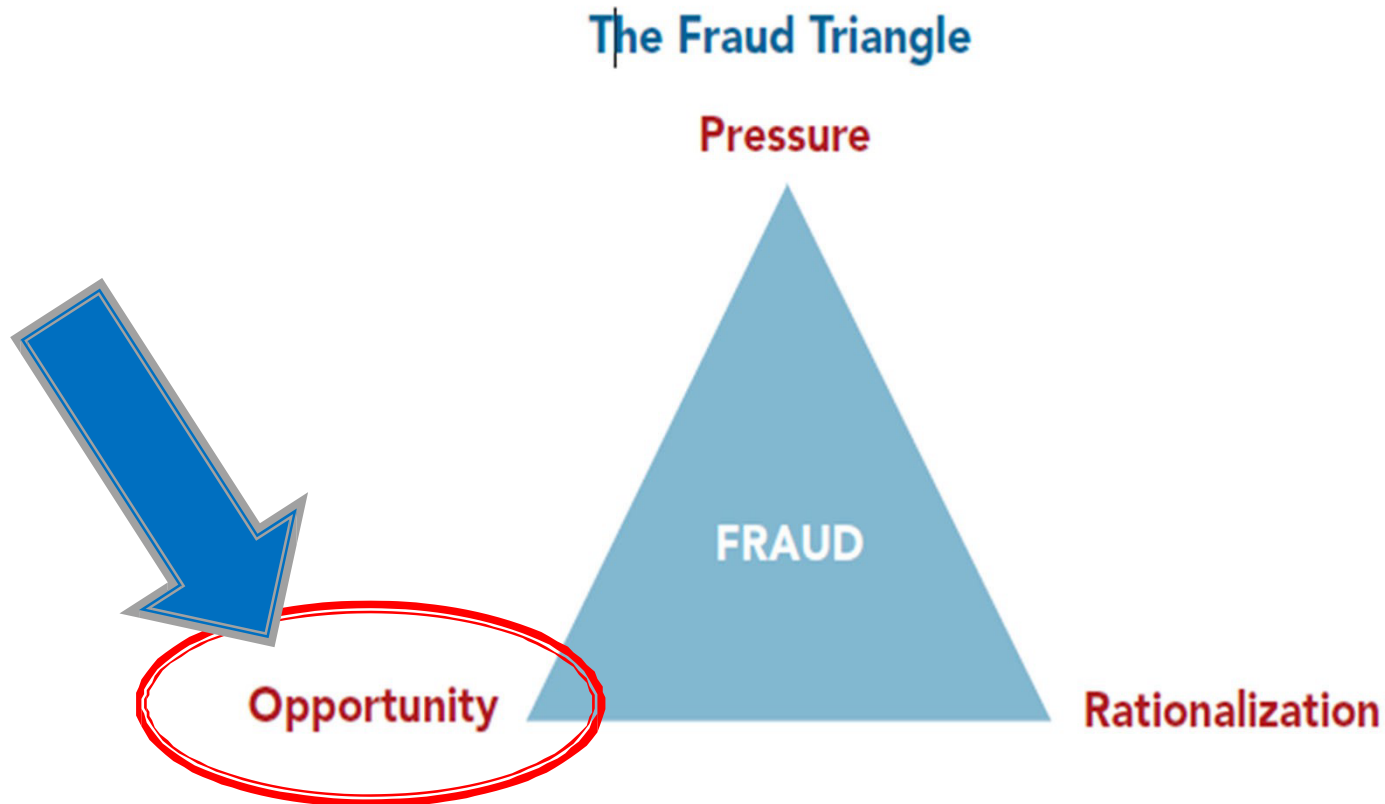 The Fraud Triangle
Pressure
FRAUD
Opportunity
Rationalization